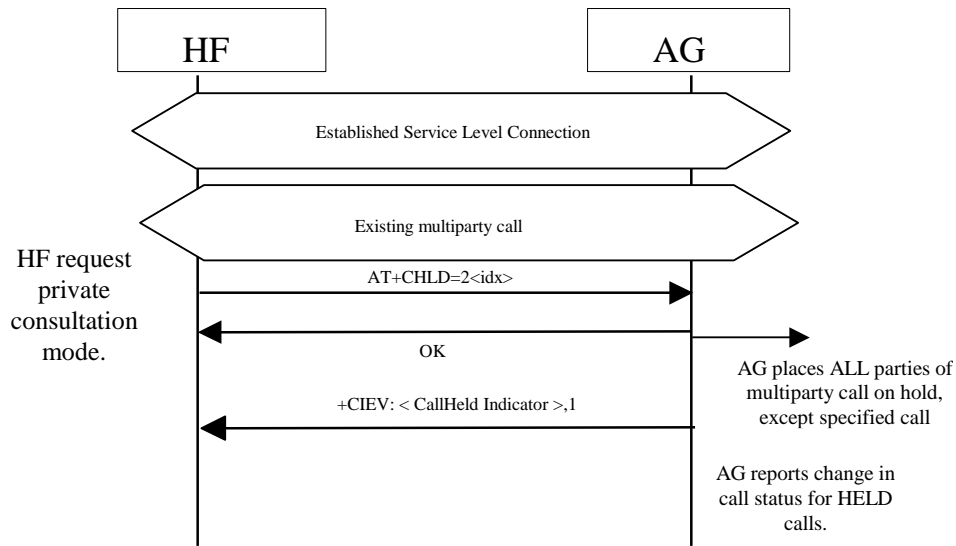 HF
AG
Established Service Level Connection
Existing multiparty call
HF request
private
consultation
mode.
AT+CHLD=2<idx>
OK
AG places ALL parties of
multiparty call on hold,
except specified call
+CIEV: < CallHeld Indicator >,1
AG reports change in
call status for HELD
calls.